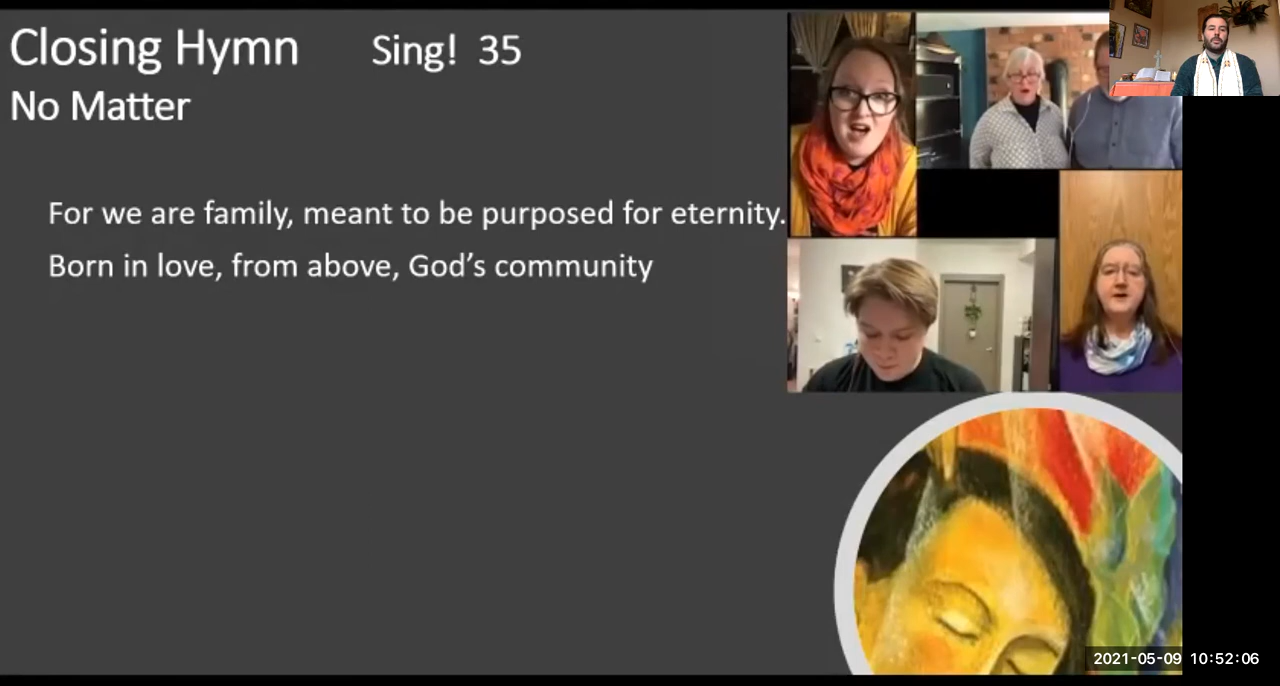 Closing Hymn Sing! 35
No Matter
For we are family, meant to be purposed for eternity.
Born in love, from above, God's community
2021-05-09 10:52:06